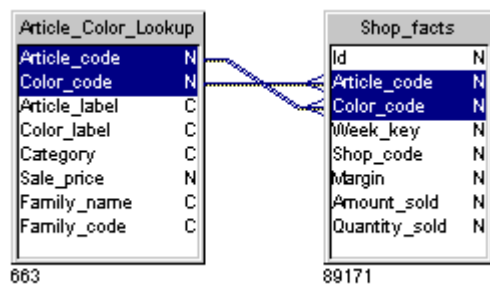 Article_Color_Lookup
Article_code N
Color_code N
Article_label C
Color_label C
Category C
Sale_price N
Family_name C
Family_code C
663
Shop_facts
Id N
Article_code N
Color_code N
Week_key N
Shop_code N
Margin N
Amount_sold N
Quantity_sold N
89171